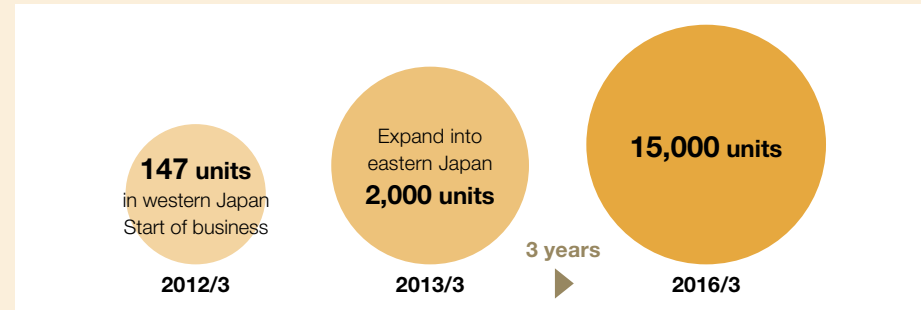 147 units
in western Japan
Start of business
2012/3
Expand into
eastern Japan
2,000 units
2013/3
3 years
15,000 units
2016/3